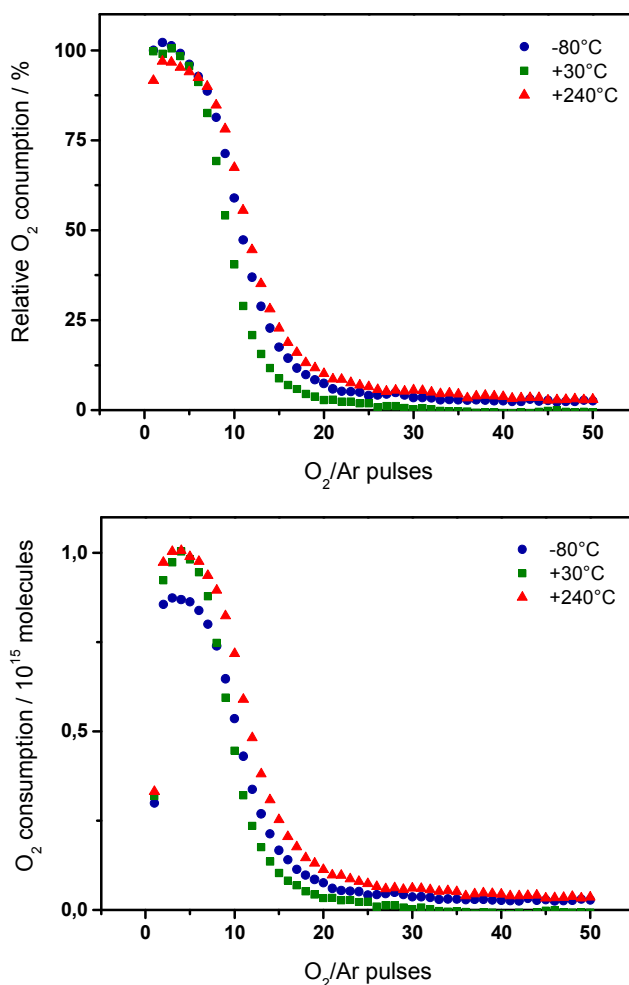 Relative O₂ conumption / %
100
75
50
25
0
-80°C
+30°C
+240°C
0 10 20 30 40 50
O₂/Ar pulses
O₂ consumption / 10¹⁵ molecules
1,0
0,5
0,0
-80°C
+30°C
+240°C
0 10 20 30 40 50
O₂/Ar pulses